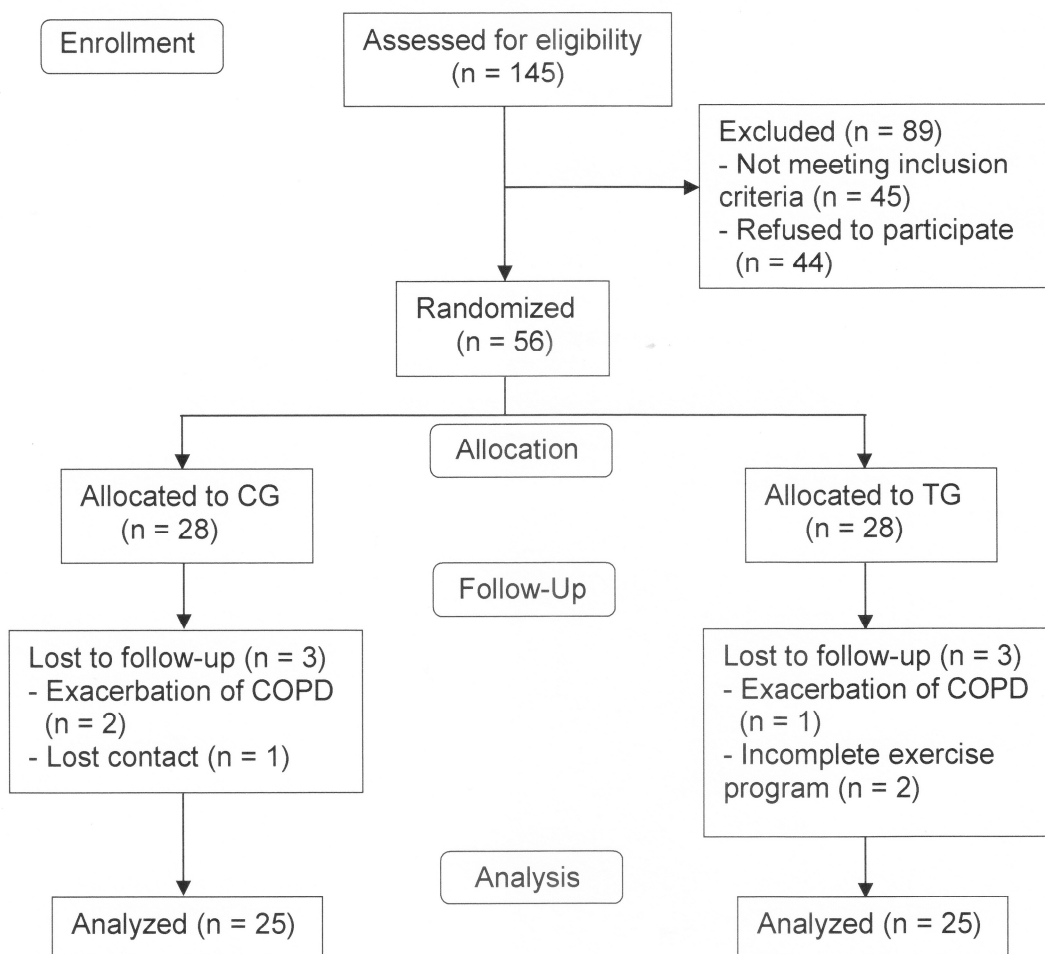 Enrollment
Assessed for eligibility
(n = 145)
Excluded (n = 89)
- Not meeting inclusion
criteria (n = 45)
- Refused to participate
(n = 44)
Randomized
(n = 56)
Allocation
Allocated to CG
(n = 28)
Allocated to TG
(n = 28)
Follow-Up
Lost to follow-up (n = 3)
- Exacerbation of COPD
(n = 2)
- Lost contact (n = 1)
Lost to follow-up (n = 3)
- Exacerbation of COPD
(n = 1)
- Incomplete exercise
program (n = 2)
Analysis
Analyzed (n = 25)
Analyzed (n = 25)